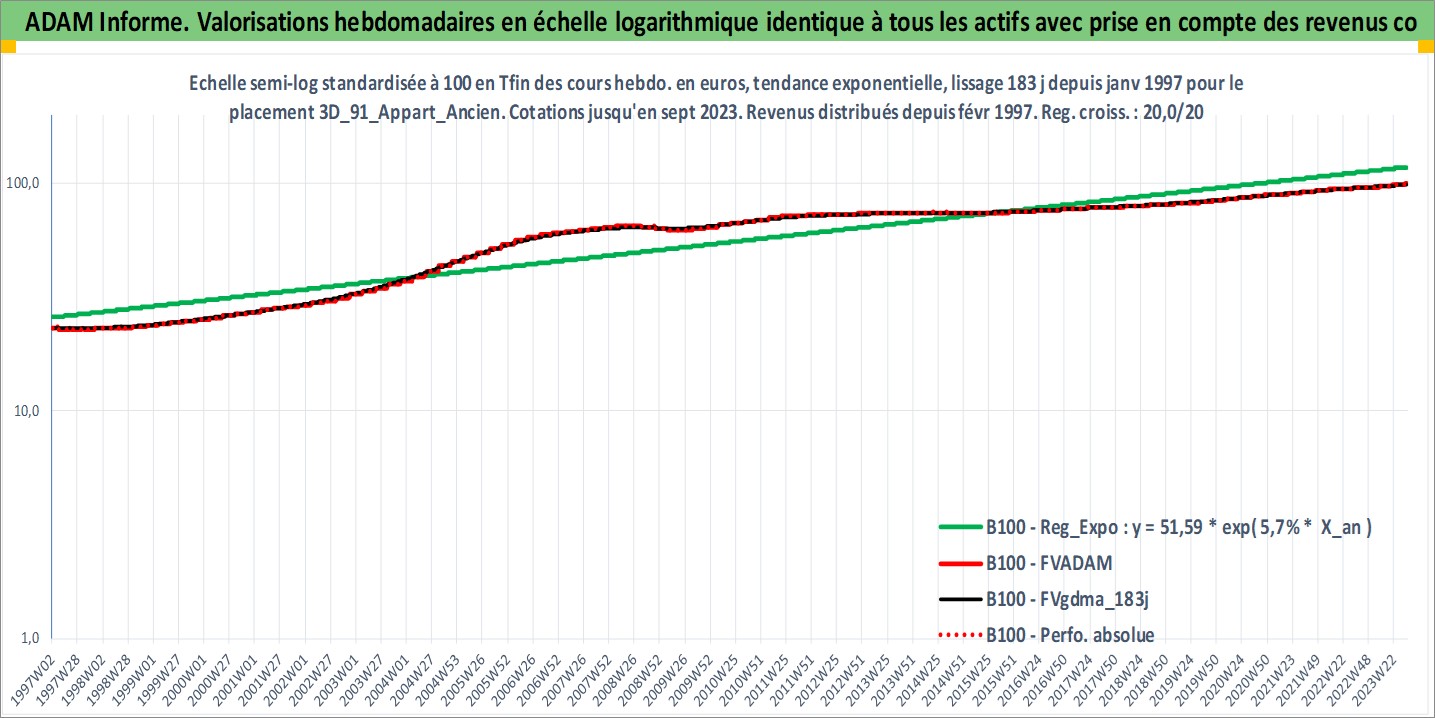 ADAM Informe. Valorisations hebdomadaires en échelle logarithmique identique à tous les actifs avec prise en compte des revenus co
Echelle semi-log standardisée à 100 en Tfin des cours hebdo. en euros, tendance exponentielle, lissage 183 j depuis janv 1997 pour le
placement 3D_91_Appart_Ancien. Cotations jusqu'en sept 2023. Revenus distribués depuis févr 1997. Reg. croiss. : 20,0/20
100,0
10,0
1,0
B100 - Reg_Expo : y = 51,59 * exp( 5,7% * X_an )
B100 - FVADAM
B100 - FVgdma_183j
B100 - Perfo. absolue
1997W02
1997W28
1998W02
1998W28
1999W01
1999W27
2000W01
2000W27
2001W01
2001W27
2002W01
2002W27
2003W01
2003W27
2004W01
2004W27
2004W53
2005W26
2005W52
2006W26
2006W52
2007W26
2007W52
2008W26
2008W52
2009W26
2009W52
2010W25
2010W51
2011W25
2011W51
2012W25
2012W51
2013W25
2013W51
2014W25
2014W51
2015W25
2015W51
2016W24
2016W50
2017W24
2017W50
2018W24
2018W50
2019W24
2019W50
2020W24
2020W50
2021W23
2021W49
2022W22
2022W48
2023W22